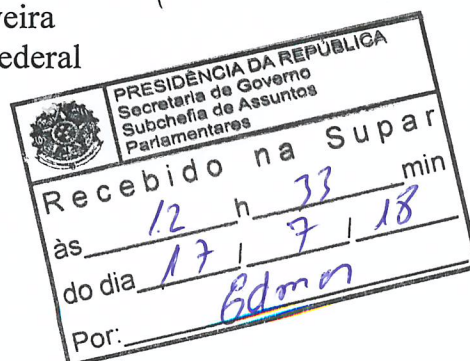 veira
ederal
PRESIDÊNCIA DA REPÚBLICA
Secretaria de Governo
Subchefia de Assuntos
Parlamentares
Recebido na Supar
às 12 h 33 min
do dia 17 / 7 / 18
Por: Edmon